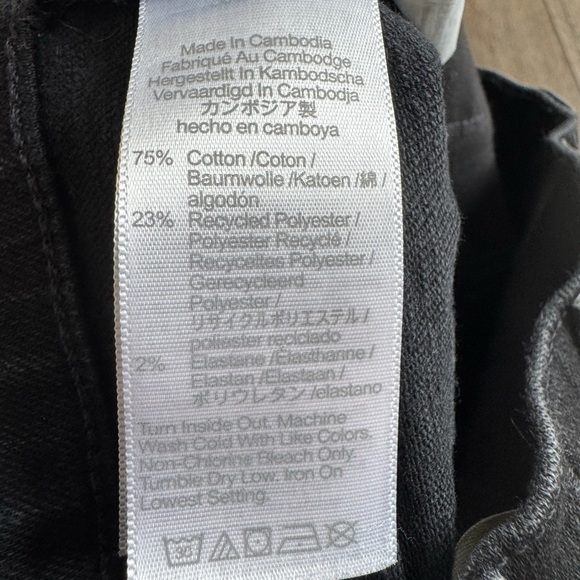 Made In Cambodia
Fabriqué Au Cambodge
Hergestellt In Kambodscha
Vervaardigd In Cambodja
カンボジア製
hecho en camboya
75% Cotton /Coton /
Baumwolle /Katoen /綿 /
algodón
23% Recycled Polyester /
Polyester Recyclé /
Recyceltes Polyester /
Gerecycleerd
Polyester /
リサイクルポリエステル /
poliéster reciclado
2% Elastane /Élasthanne /
Elastan /Elastaan /
ポリウレタン /elastano
Turn Inside Out. Machine
Wash Cold With Like Colors.
Non-Chlorine Bleach Only.
Tumble Dry Low. Iron On
Lowest Setting.
30